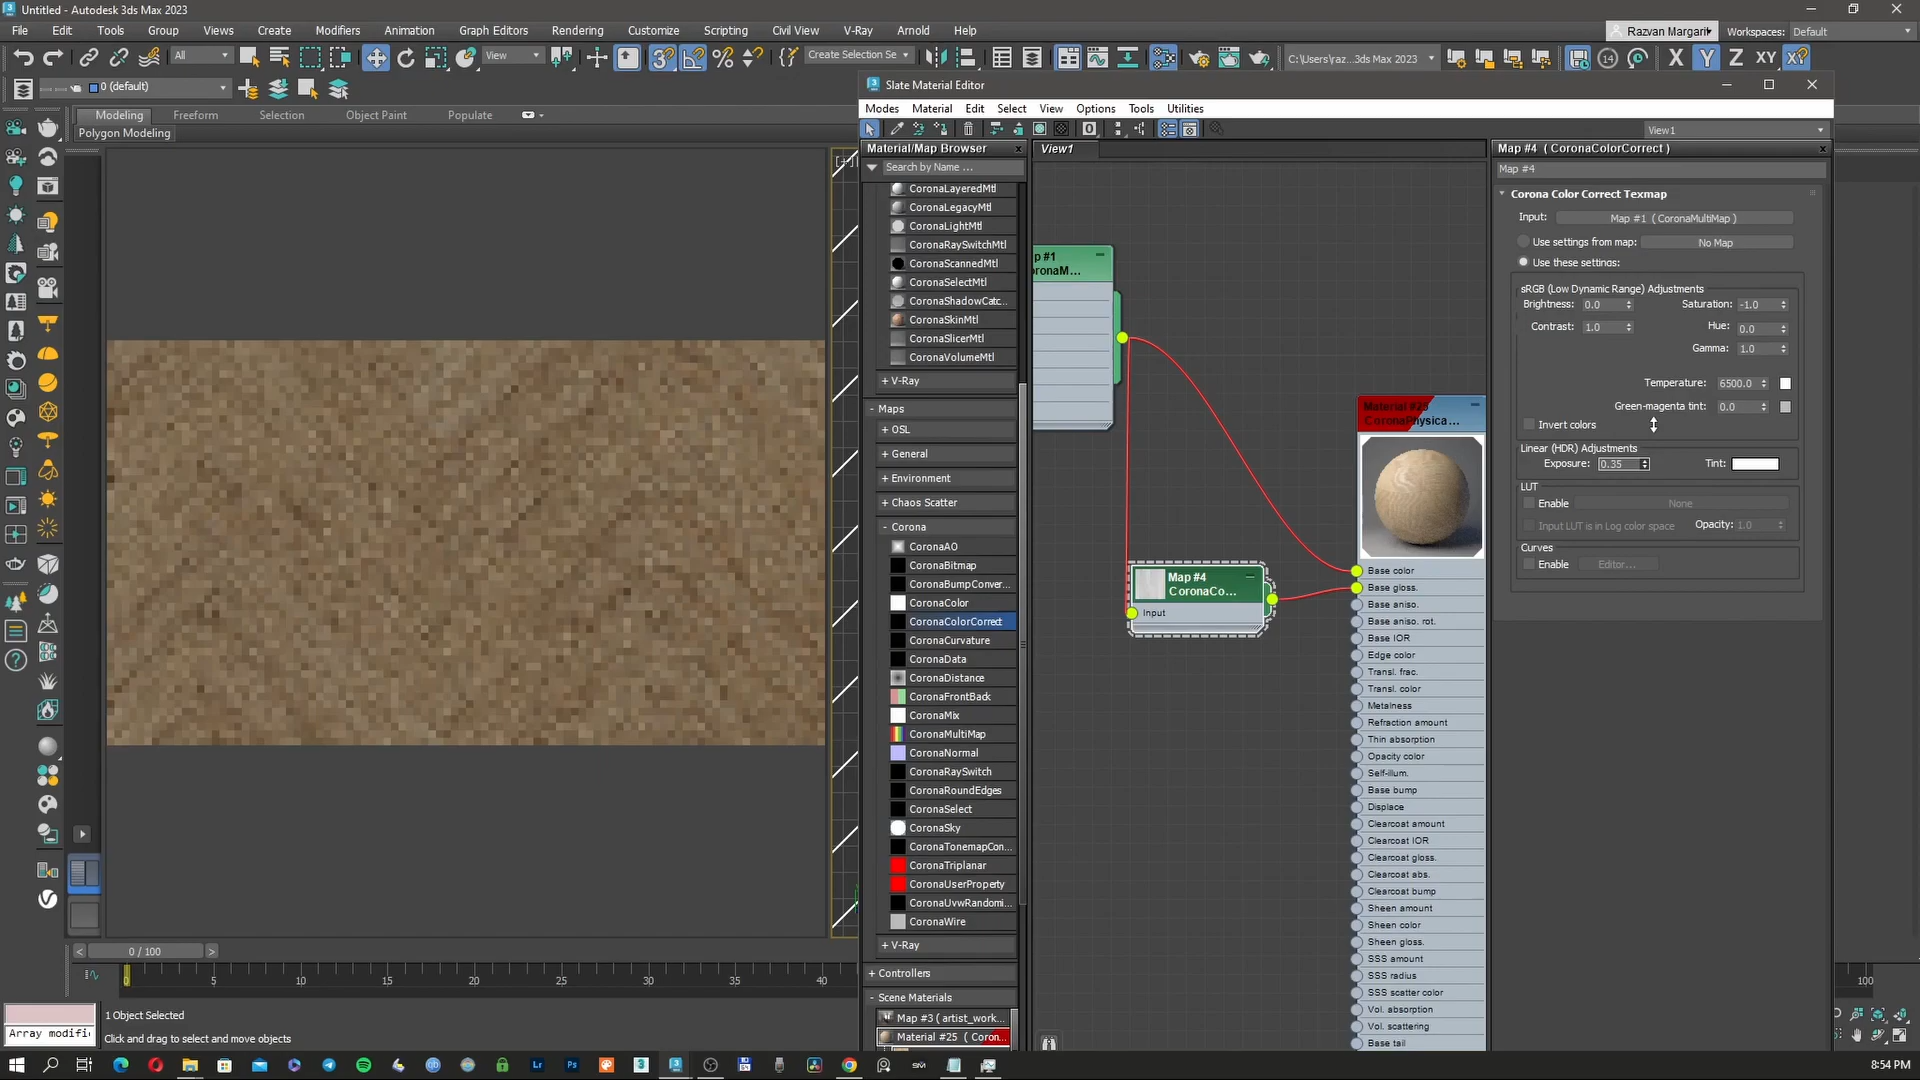 Untitled - Autodesk 3ds Max 2023
File Edit Tools Group Views Create Modifiers Animation Graph Editors Rendering Customize Scripting Civil View V-Ray Arnold Help
Workspaces: Default
All
View
Create Selection Se
C:\Users\raz...3ds Max 2023
X Y Z XY
0 (default)
Modeling Freeform Selection Object Paint Populate
Polygon Modeling
Slate Material Editor
Modes Material Edit Select View Options Tools Utilities
View1
Material/Map Browser
Search by Name ...
CoronaLayeredMtl
CoronaLegacyMtl
CoronaLightMtl
CoronaRaySwitchMtl
CoronaScannedMtl
CoronaSelectMtl
CoronaShadowCatc...
CoronaSkinMtl
CoronaSlicerMtl
CoronaVolumeMtl
+ V-Ray
- Maps
+ OSL
+ General
+ Environment
+ Chaos Scatter
- Corona
CoronaAO
CoronaBitmap
CoronaBumpConver...
CoronaColor
CoronaColorCorrect
CoronaCurvature
CoronaData
CoronaDistance
CoronaFrontBack
CoronaMix
CoronaMultiMap
CoronaNormal
CoronaRaySwitch
CoronaRoundEdges
CoronaSelect
CoronaSky
CoronaTonemapCon...
CoronaTriplanar
CoronaUserProperty
CoronaUvwRandomi...
CoronaWire
+ V-Ray
+ Controllers
- Scene Materials
Map #3 ( artist_work...
Material #25 ( Coron...
View1
p #1
oronaM...
Map #4
CoronaCo...
Input
Material #25
CoronaPhysica...
Base color
Base gloss.
Base aniso.
Base aniso. rot.
Base IOR
Edge color
Transl. frac.
Transl. color
Metalness
Refraction amount
Thin absorption
Opacity color
Self-illum.
Base bump
Displace
Clearcoat amount
Clearcoat IOR
Clearcoat gloss.
Clearcoat abs.
Clearcoat bump
Sheen amount
Sheen color
Sheen gloss.
SSS amount
SSS radius
SSS scatter color
Vol. absorption
Vol. scattering
Base tail
Map #4 ( CoronaColorCorrect )
Map #4
Corona Color Correct Texmap
Input: Map #1 ( CoronaMultiMap )
Use settings from map: No Map
Use these settings:
sRGB (Low Dynamic Range) Adjustments
Brightness: 0.0 Saturation: -1.0
Contrast: 1.0 Hue: 0.0
Gamma: 1.0
Temperature: 6500.0
Green-magenta tint: 0.0
Invert colors
Linear (HDR) Adjustments
Exposure: 0.35 Tint:
LUT
Enable None
Input LUT is in Log color space Opacity: 1.0
Curves
Enable Editor...
0 / 100
0 5 10 15 20 25 30 35 40 100
Array modifi
1 Object Selected
Click and drag to select and move objects
8:54 PM